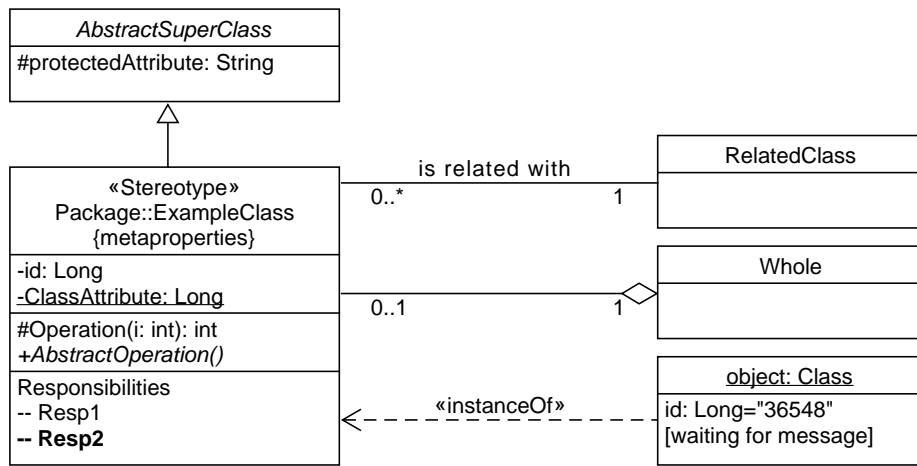 AbstractSuperClass
#protectedAttribute: String
«Stereotype»
Package::ExampleClass
{metaproperties}
-id: Long
-ClassAttribute: Long
#Operation(i: int): int
+AbstractOperation()
Responsibilities
-- Resp1
-- Resp2
is related with
0..*
1
RelatedClass
0..1
1
Whole
«instanceOf»
object: Class
id: Long="36548"
[waiting for message]